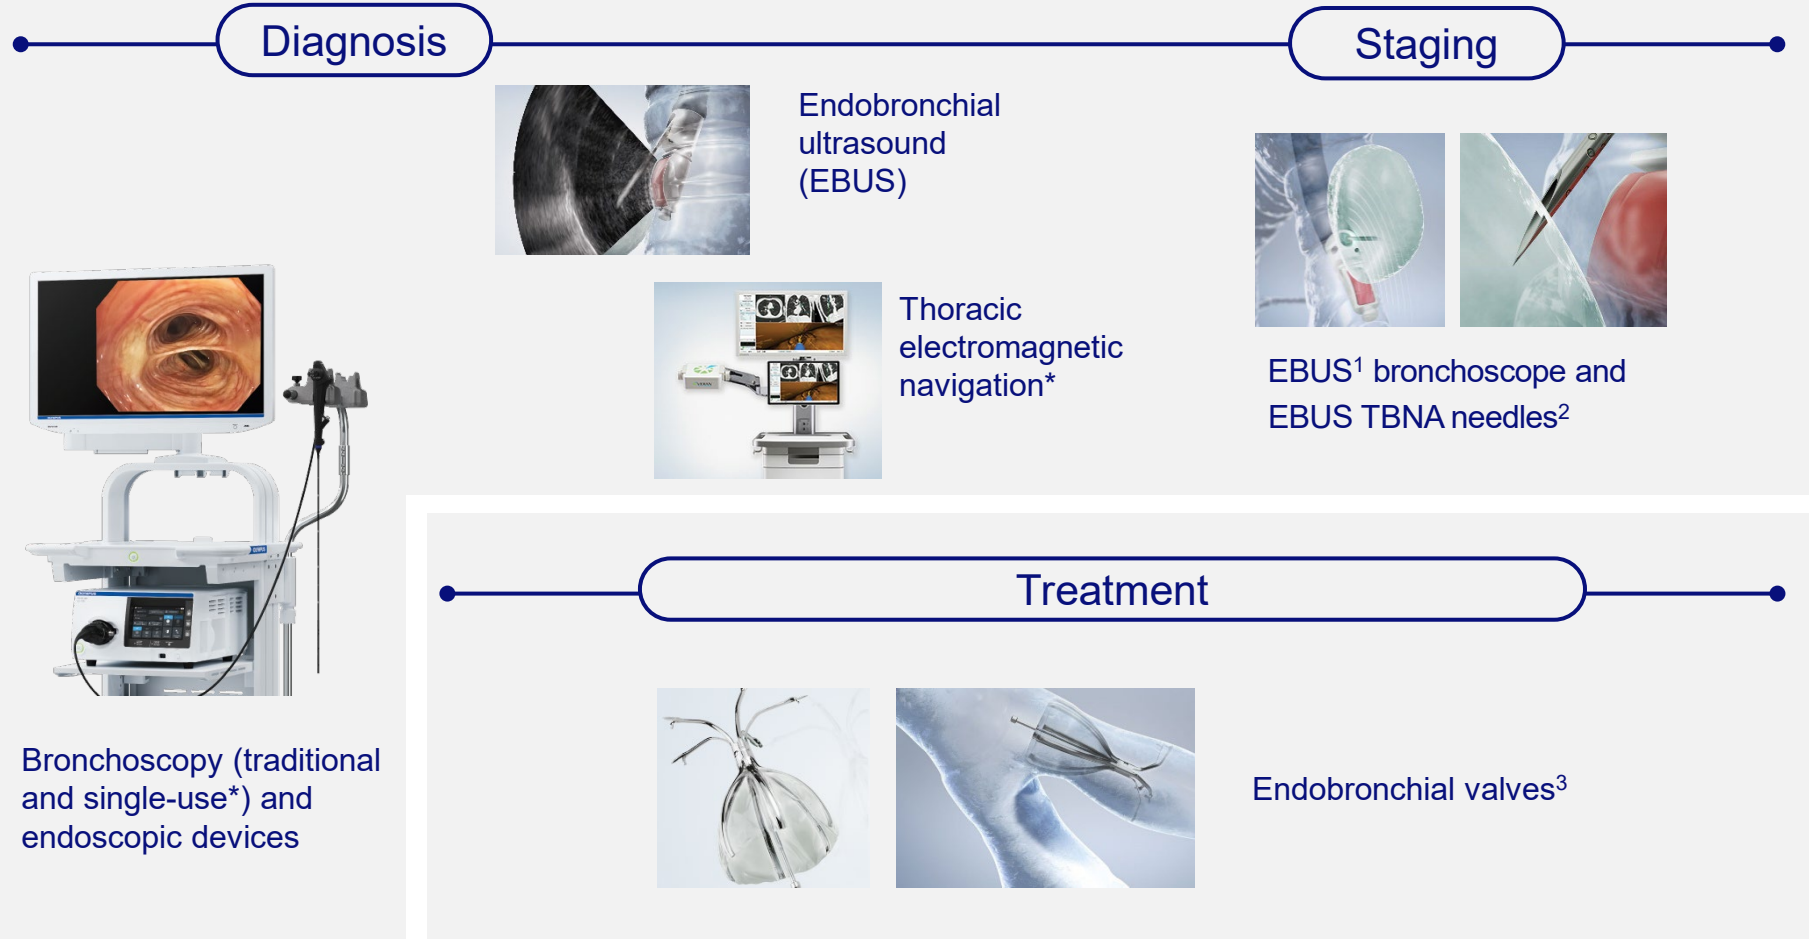 Diagnosis
Staging
Endobronchial
ultrasound
(EBUS)
Thoracic
electromagnetic
navigation*
EBUS¹ bronchoscope and
EBUS TBNA needles²
Bronchoscopy (traditional
and single-use*) and
endoscopic devices
Treatment
Endobronchial valves³
OLYMPUS